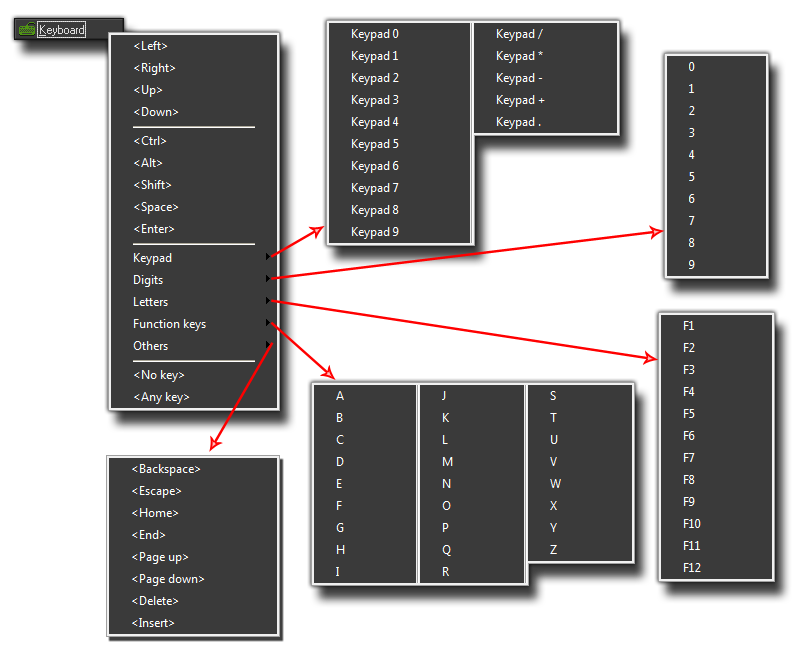 Keyboard
<Left>
<Right>
<Up>
<Down>
<Ctrl>
<Alt>
<Shift>
<Space>
<Enter>
Keypad
Digits
Letters
Function keys
Others
<No key>
<Any key>
Keypad 0
Keypad 1
Keypad 2
Keypad 3
Keypad 4
Keypad 5
Keypad 6
Keypad 7
Keypad 8
Keypad 9
Keypad /
Keypad *
Keypad -
Keypad +
Keypad .
0
1
2
3
4
5
6
7
8
9
<Backspace>
<Escape>
<Home>
<End>
<Page up>
<Page down>
<Delete>
<Insert>
A
B
C
D
E
F
G
H
I
J
K
L
M
N
O
P
Q
R
S
T
U
V
W
X
Y
Z
F1
F2
F3
F4
F5
F6
F7
F8
F9
F10
F11
F12